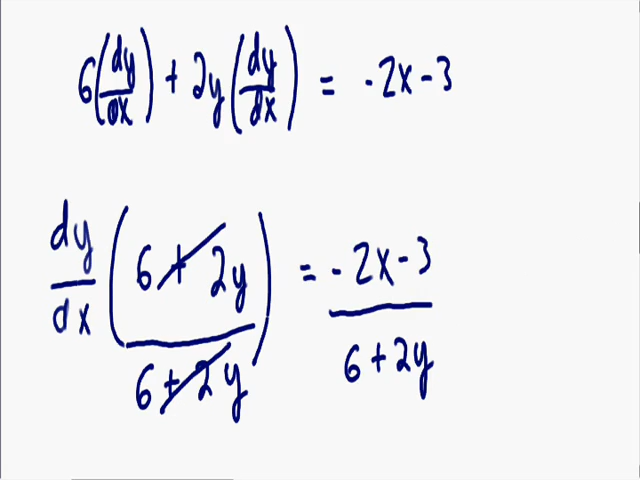 6(dy/dx) + 2y(dy/dx) = -2x-3
dy/dx (6 + 2y / 6 + 2y) = -2x-3 / 6+2y